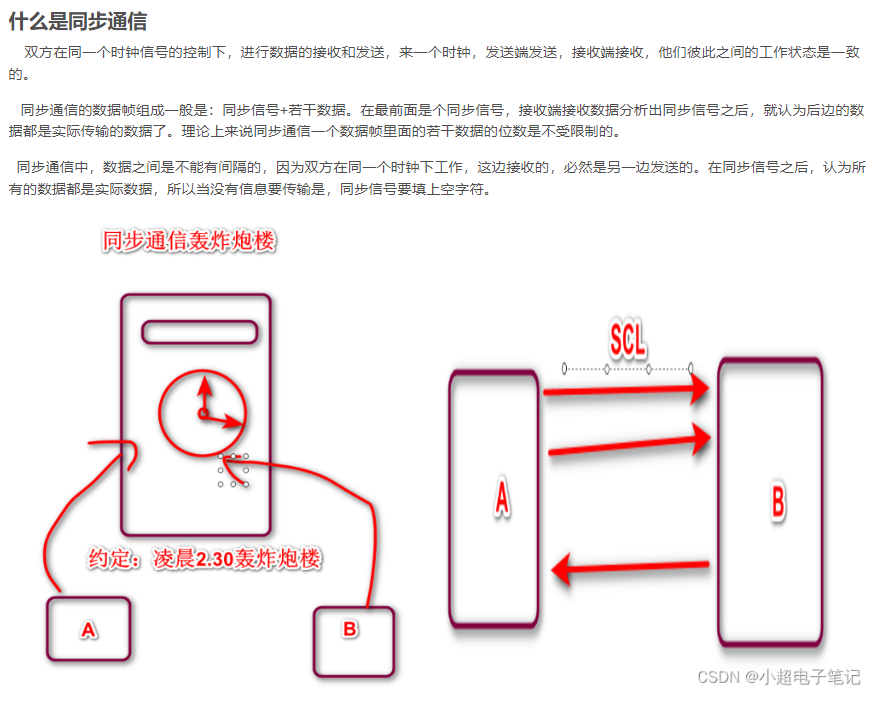 什么是同步通信
双方在同一个时钟信号的控制下，进行数据的接收和发送，来一个时钟，发送端发送，接收端接收，他们彼此之间的工作状态是一致
的。
同步通信的数据帧组成一般是：同步信号+若干数据。在最前面是个同步信号，接收端接收数据分析出同步信号之后，就认为后边的数
据都是实际传输的数据了。理论上来说同步通信一个数据帧里面的若干数据的位数是不受限制的。
同步通信中，数据之间是不能有间隔的，因为双方在同一个时钟下工作，这边接收的，必然是另一边发送的。在同步信号之后，认为所
有的数据都是实际数据，所以当没有信息要传输是，同步信号要填上空字符。
同步通信轰炸炮楼
SCL
A
B
约定：凌晨2.30轰炸炮楼
A
B
CSDN @小超电子笔记